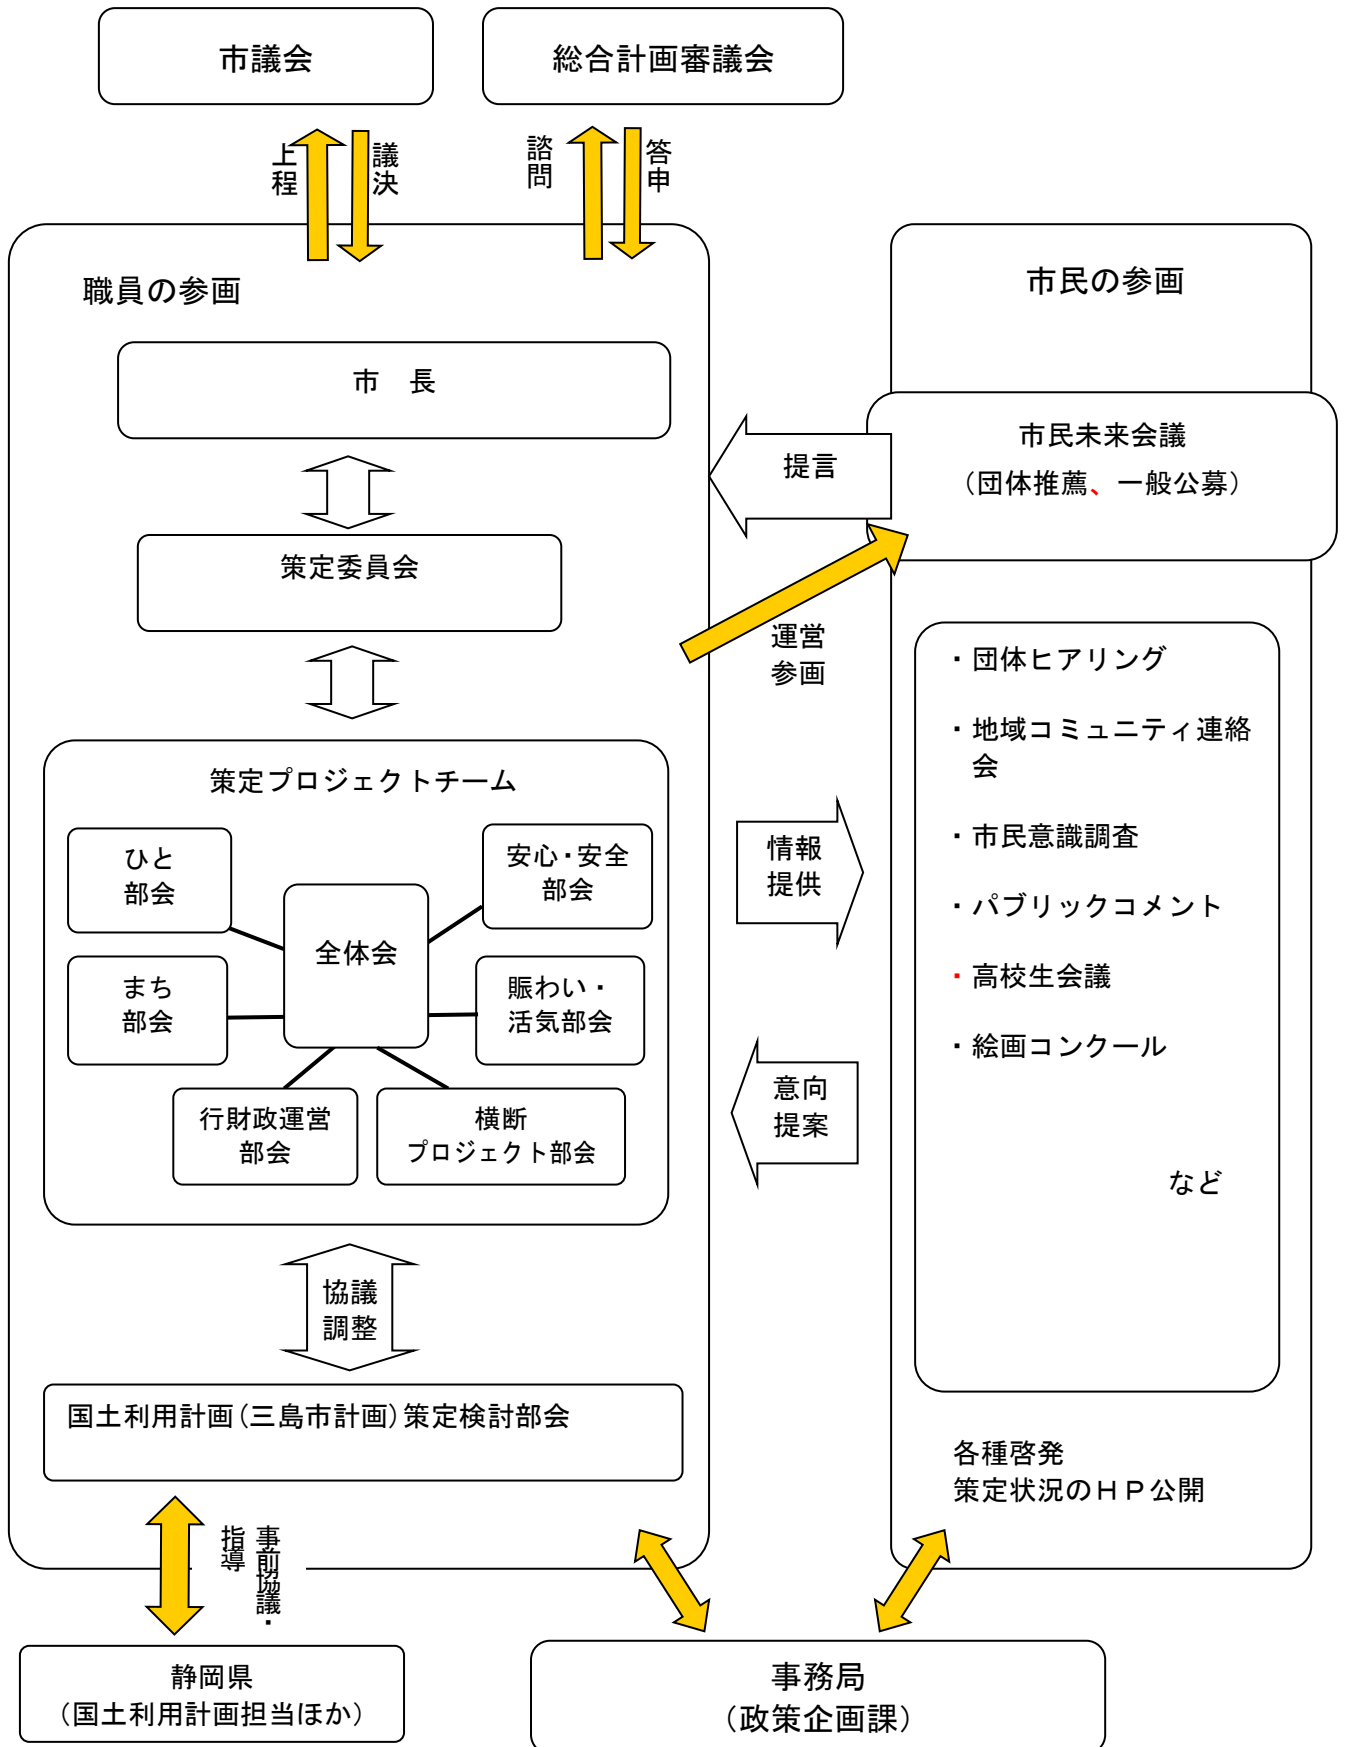 市議会
総合計画審議会
上程
議決
諮問
答申
職員の参画
市　長
策定委員会
策定プロジェクトチーム
ひと
部会
安心・安全
部会
全体会
まち
部会
賑わい・
活気部会
行財政運営
部会
横断
プロジェクト部会
協議
調整
国土利用計画（三島市計画）策定検討部会
事前協議・
指導
静岡県
（国土利用計画担当ほか）
提言
運営
参画
情報
提供
意向
提案
市民の参画
市民未来会議
（団体推薦、一般公募）
・団体ヒアリング
・地域コミュニティ連絡
会
・市民意識調査
・パブリックコメント
・高校生会議
・絵画コンクール
など
各種啓発
策定状況のＨＰ公開
事務局
（政策企画課）